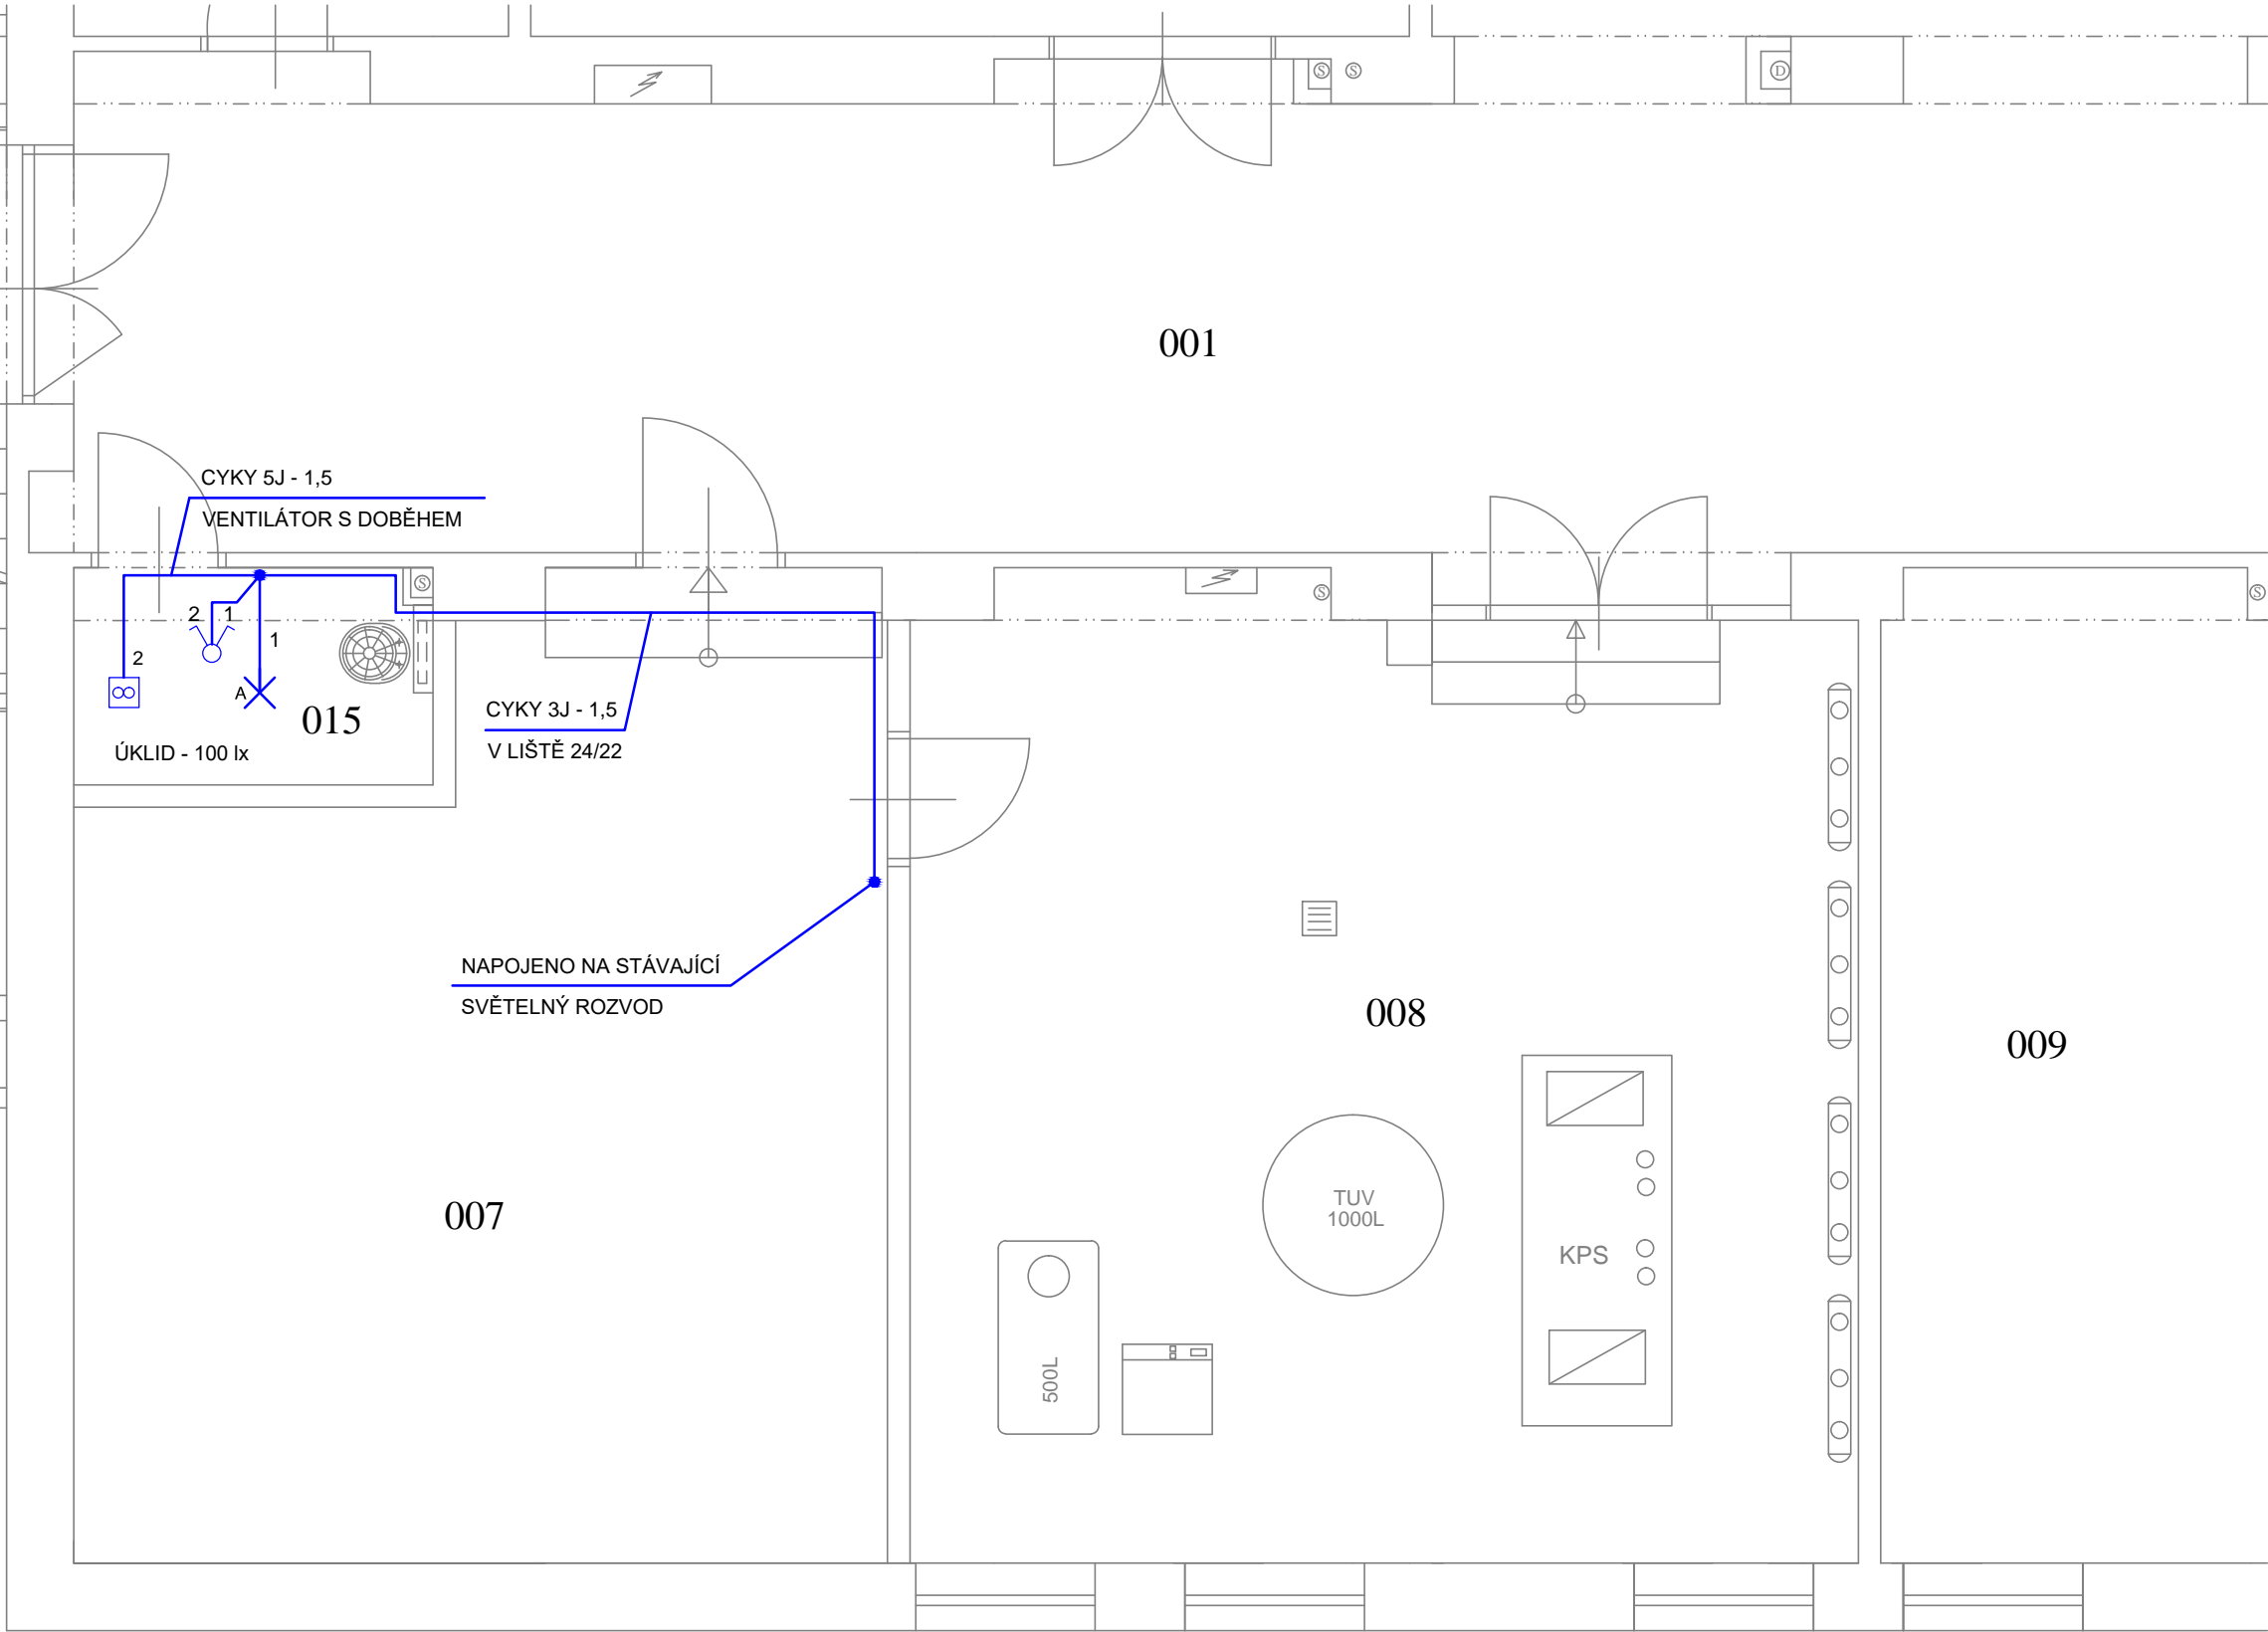 S
S
D
001
CYKY 5J - 1,5
VENTILÁTOR S DOBĚHEM
S
S
S
2
1
1
2
A
015
ÚKLID - 100 lx
CYKY 3J - 1,5
V LIŠTĚ 24/22
NAPOJENO NA STÁVAJÍCÍ
SVĚTELNÝ ROZVOD
008
009
007
TUV
1000L
KPS
500L